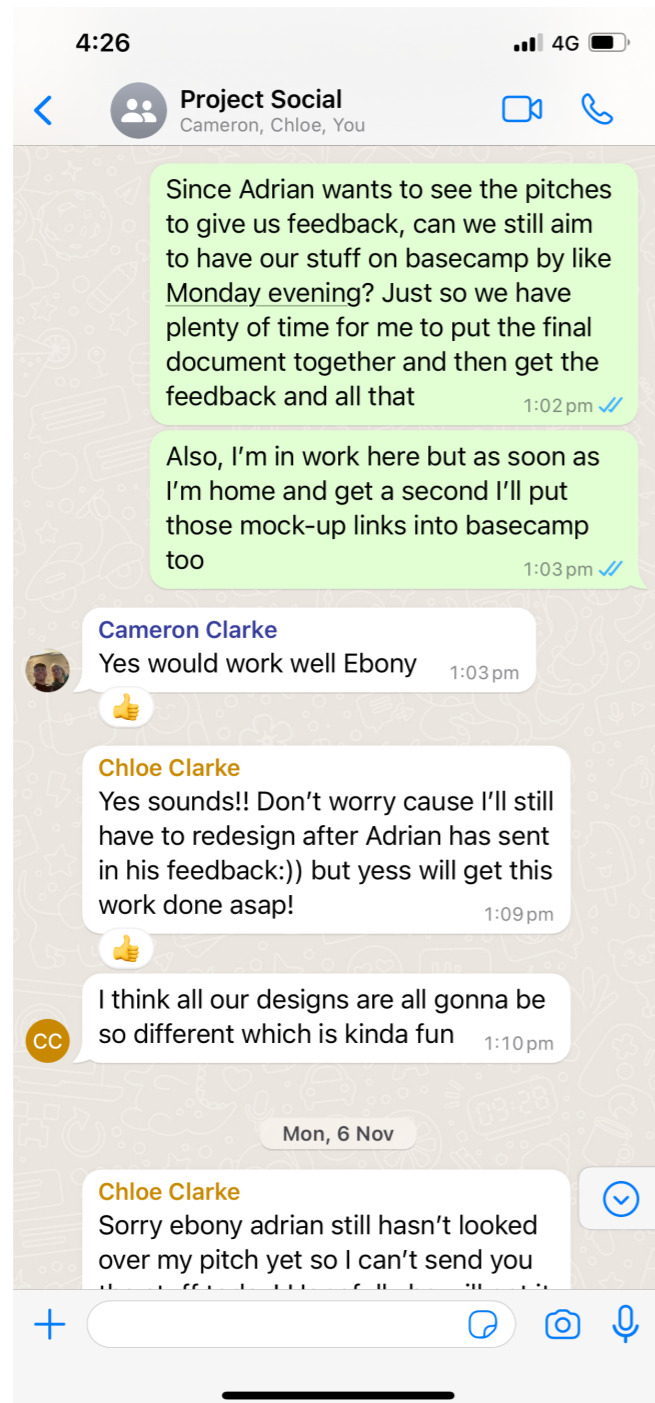 4:26
4G
Project Social
Cameron, Chloe, You
Since Adrian wants to see the pitches
to give us feedback, can we still aim
to have our stuff on basecamp by like
Monday evening? Just so we have
plenty of time for me to put the final
document together and then get the
feedback and all that
1:02 pm
Also, I'm in work here but as soon as
I'm home and get a second I'll put
those mock-up links into basecamp
too
1:03 pm
Cameron Clarke
Yes would work well Ebony
1:03 pm
Chloe Clarke
Yes sounds!! Don't worry cause I'll still
have to redesign after Adrian has sent
in his feedback:)) but yess will get this
work done asap!
1:09 pm
I think all our designs are all gonna be
so different which is kinda fun
1:10 pm
CC
Mon, 6 Nov
Chloe Clarke
Sorry ebony adrian still hasn't looked
over my pitch yet so I can't send you